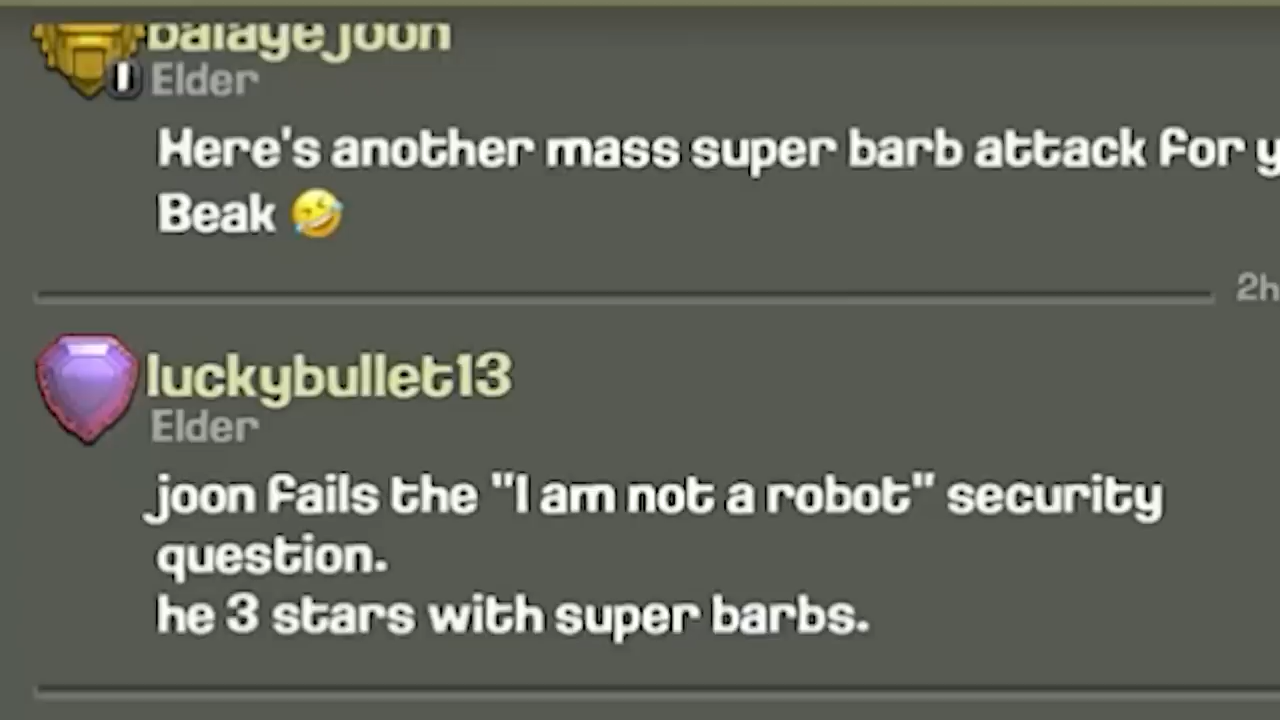 balayejoon
Elder
Here's another mass super barb attack for
Beak 🤣
2h
luckybullet13
Elder
joon fails the "I am not a robot" security
question.
he 3 stars with super barbs.